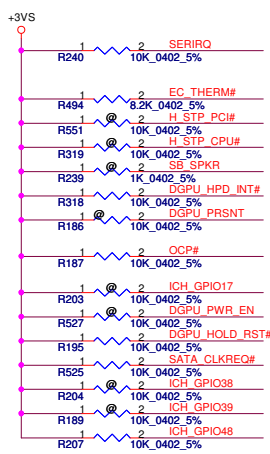 +3VS
1 2 SERIRQ
R240 10K_0402_5%
1 2 EC_THERM#
R494 8.2K_0402_5%
1 @ 2 H_STP_PCI#
R551 10K_0402_5%
1 @ 2 H_STP_CPU#
R319 10K_0402_5%
1 @ 2 SB_SPKR
R239 1K_0402_5%
1 2 DGPU_HPD_INT#
R318 10K_0402_5%
1 @ 2 DGPU_PRSNT
R186 10K_0402_5%
1 2 OCP#
R187 10K_0402_5%
1 @ 2 ICH_GPIO17
R203 10K_0402_5%
1 @ 2 DGPU_PWR_EN
R527 10K_0402_5%
1 2 DGPU_HOLD_RST#
R195 10K_0402_5%
1 2 SATA_CLKREQ#
R525 10K_0402_5%
1 @ 2 ICH_GPIO38
R204 10K_0402_5%
1 @ 2 ICH_GPIO39
R189 10K_0402_5%
1 2 ICH_GPIO48
R207 10K_0402_5%